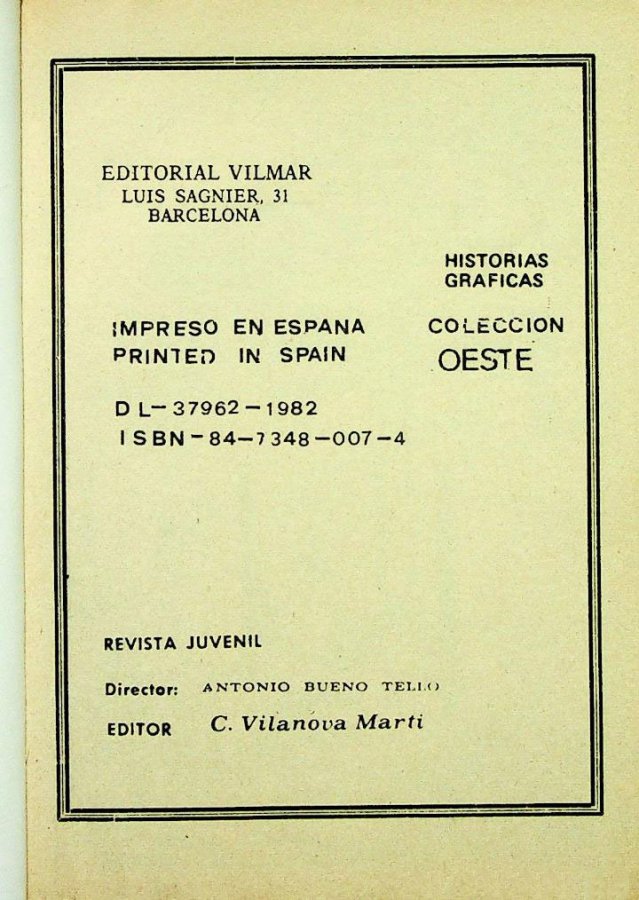 EDITORIAL VILMAR
LUIS SAGNIER, 31
BARCELONA
HISTORIAS
GRAFICAS
IMPRESO EN ESPANA
PRINTED IN SPAIN
COLECCION
OESTE
DL-37962-1982
ISBN-84-7348-007-4
REVISTA JUVENIL
Director: ANTONIO BUENO TELLO
EDITOR C. Vilanova Marti